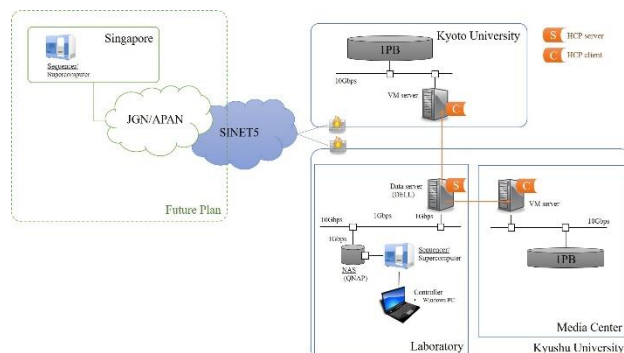 Singapore
Sequencer/
Supercomputer
JGN/APAN
SINET5
Future Plan
Kyoto University
1PB
10Gbps
VM server
C
S HCP server
C HCP client
Data server
(DELL)
S
C
VM server
10Gbps
1Gbps
1Gbps
10Gbps
1Gbps
NAS
(QNAP)
Sequencer/
Supercomputer
Controller
• Windows PC
1PB
Media Center
Laboratory
Kyushu University